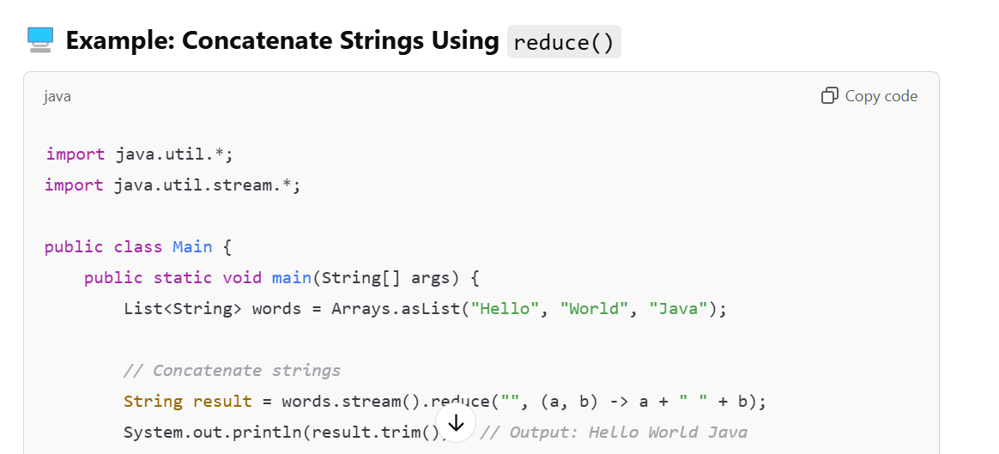 Example: Concatenate Strings Using reduce()
java
Copy code
import java.util.*;
import java.util.stream.*;
public class Main {
public static void main(String[] args) {
List<String> words = Arrays.asList("Hello", "World", "Java");
// Concatenate strings
String result = words.stream().reduce("", (a, b) -> a + " " + b);
System.out.println(result.trim() // Output: Hello World Java